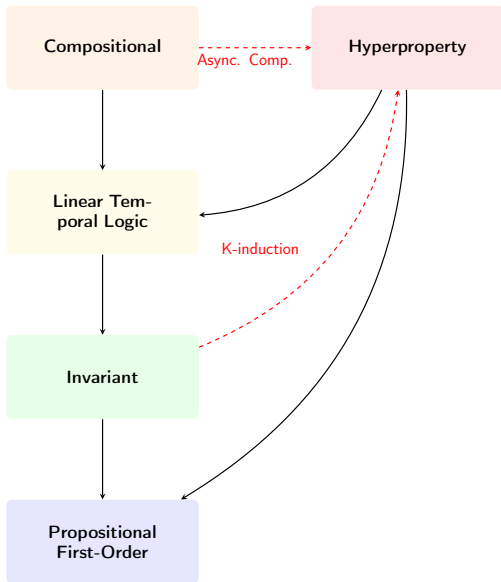 Compositional
Hyperproperty
Async. Comp.
Linear Tem-
poral Logic
K-induction
Invariant
Propositional
First-Order